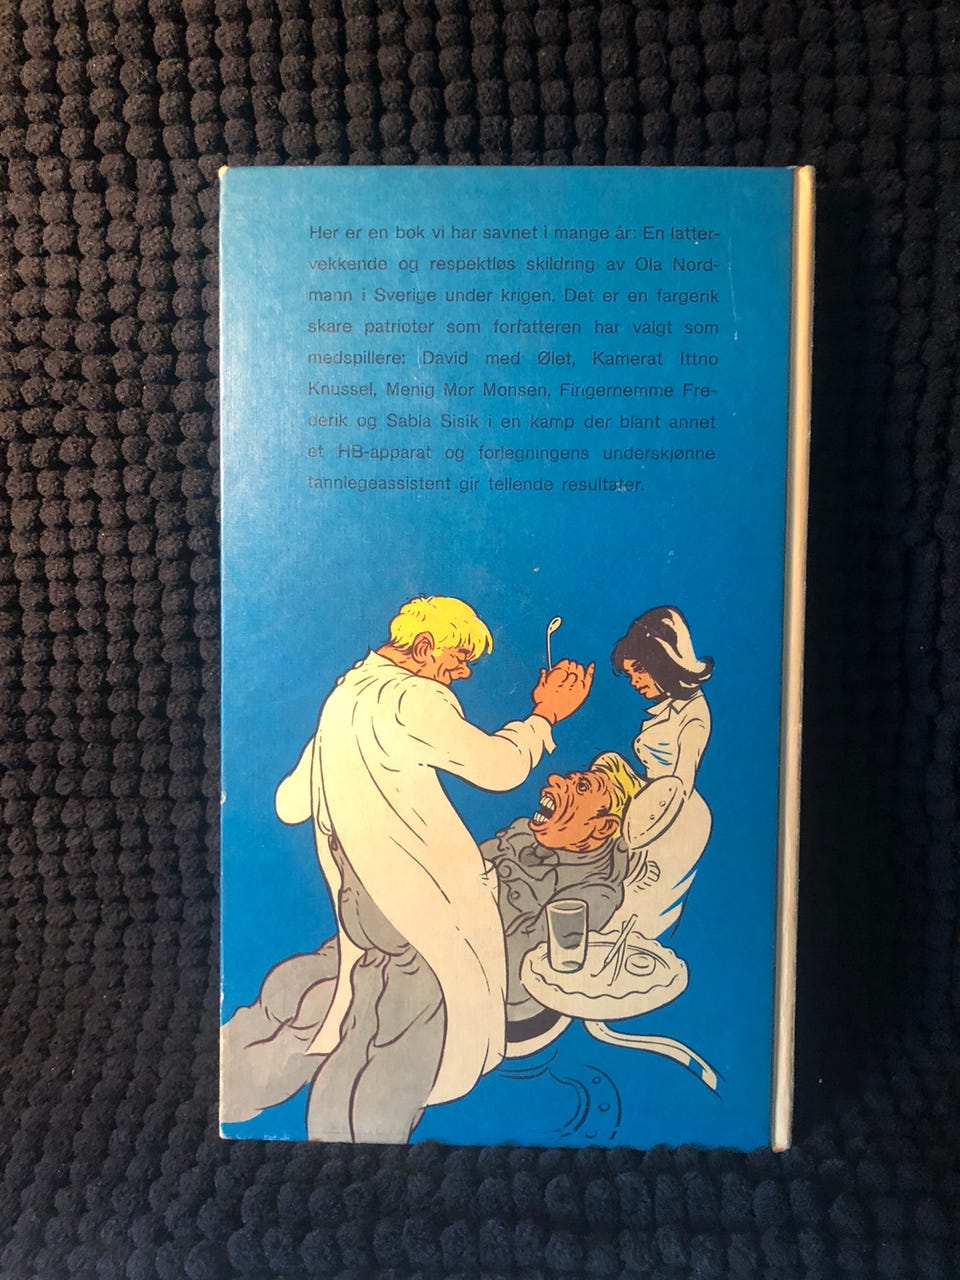 Her er en bok vi har savnet i mange år: En latter-
vekkende og respektløs skildring av Ola Nord-
mann i Sverige under krigen. Det er en fargerik
skare patrioter som forfatteren har valgt som
medspillere: David med Ølet, Kamerat Ittno
Knussel, Menig Mor Monsen, Fingernemme Fre-
derik og Sabla Sisik i en kamp der blant annet
et HB-apparat og forlegningens underskjønne
tannlegeassistent gir tellende resultater.